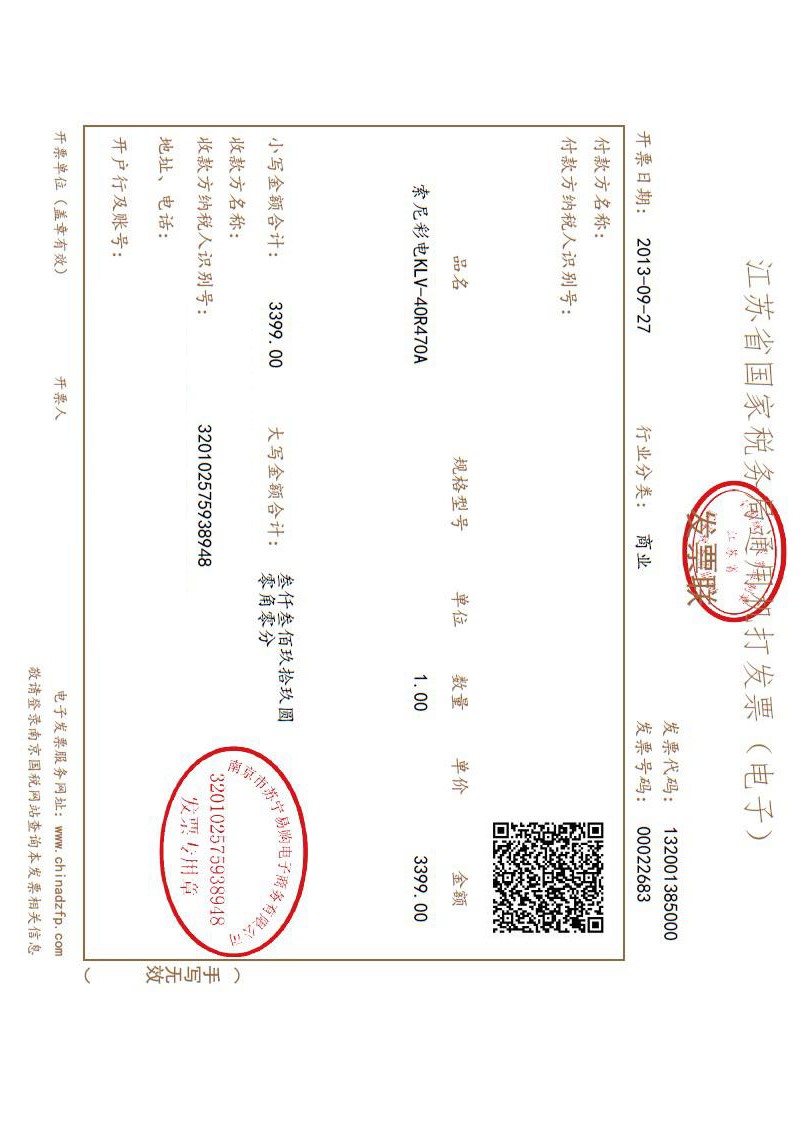 江苏省国家税务局通用机打发票（电子）
江苏省
发票联
发票代码： 132001385000
开票日期： 2013-09-27 行业分类： 商业 发票号码： 00022683
付款方名称：
付款方纳税人识别号：
品名 规格型号 单位 数量 单价 金额
索尼彩电KLV-40R470A 1.00 3399.00
小写金额合计： 3399.00 大写金额合计： 叁仟叁佰玖拾玖圆
零角零分
收款方名称：
收款方纳税人识别号： 320102575938948
地址、电话：
开户行及账号：
南京市苏宁易购电子商务有限公司
320102575938948
发票专用章
（手写无效）
开票单位（盖章有效） 开票人 电子发票服务网址：www.chinadzfp.com
敬请登录南京国税网站查询本发票相关信息